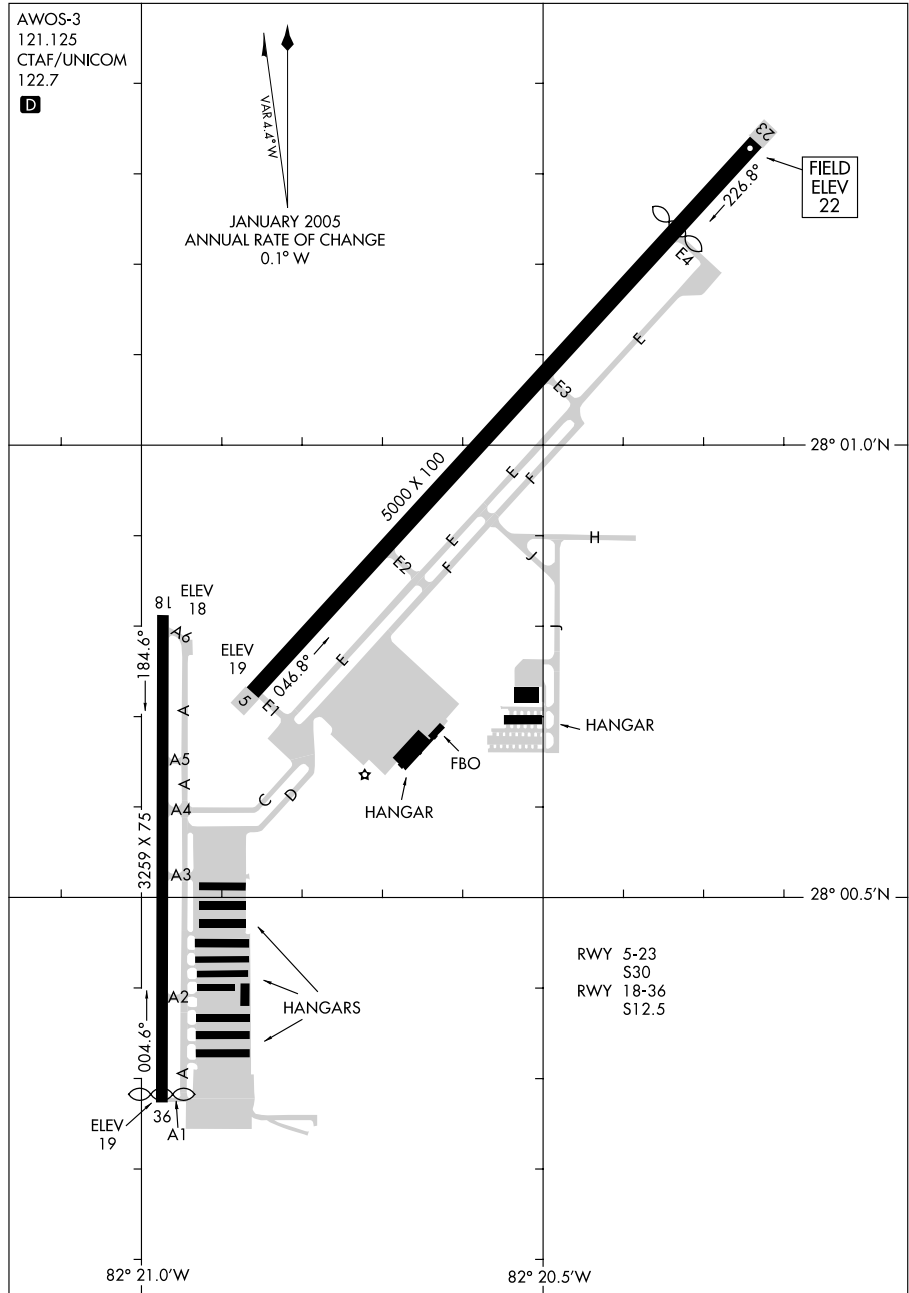 AWOS-3
121.125
CTAF/UNICOM
122.7
D
VAR 4.4° W
JANUARY 2005
ANNUAL RATE OF CHANGE
0.1° W
23
226.8°
FIELD
ELEV
22
E4
E
E3
28° 01.0'N
5000 X 100
E
F
E
F
H
J
J
E2
ELEV
18
18
A6
184.6°
ELEV
19
5
046.8°
E
E1
A
A5
A
C
D
A4
FBO
HANGAR
HANGAR
3259 X 75
A3
28° 00.5'N
RWY 5-23
S30
RWY 18-36
S12.5
A2
HANGARS
004.6°
A
ELEV
19
36
A1
82° 21.0'W
82° 20.5'W